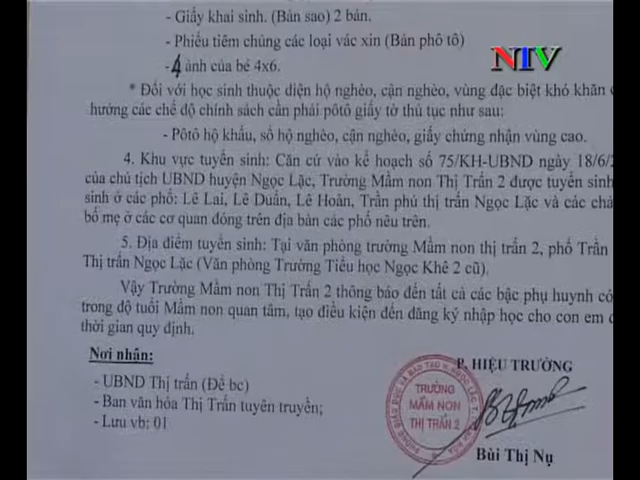 - Giấy khai sinh. (Bản sao) 2 bản.
- Phiếu tiêm chủng các loại vác xin (Bản phô tô)
NTV
- 4 ảnh của bé 4x6.
* Đối với học sinh thuộc diện hộ nghèo, cận nghèo, vùng đặc biệt khó khăn
hưởng các chế độ chính sách cần phải pôtô giấy tờ thủ tục như sau:
- Pôtô hộ khẩu, số hộ nghèo, cận nghèo, giấy chứng nhận vùng cao.
4. Khu vực tuyển sinh: Căn cứ vào kế hoạch số 75/KH-UBND ngày 18/6/
của chủ tịch UBND huyện Ngọc Lặc, Trường Mầm non Thị Trấn 2 được tuyển sinh
sinh ở các phố: Lê Lai, Lê Duẩn, Lê Hoàn, Trần phú thị trấn Ngọc Lặc và các
bố mẹ ở các cơ quan đóng trên địa bàn các phố nêu trên.
5. Địa điểm tuyển sinh: Tại văn phòng trường Mầm non thị trấn 2, phố Trần
Thị trấn Ngọc Lặc (Văn phòng Trường Tiểu học Ngọc Khê 2 cũ).
Vậy Trường Mầm non Thị Trấn 2 thông báo đến tất cả các bậc phụ huynh có
trong độ tuổi Mầm non quan tâm, tạo điều kiện đến đăng ký nhập học cho con em
thời gian quy định.
Nơi nhận:
- UBND Thị trấn (Để bc)
- Ban văn hóa Thị Trấn tuyên truyền;
- Lưu vb: 01
P. HIỆU TRƯỞNG
TRƯỜNG
MẦM NON
THỊ TRẤN 2
Bùi Thị Nụ